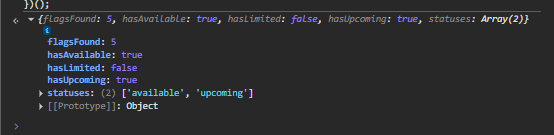 })();
{flagsFound: 5, hasAvailable: true, hasLimited: false, hasUpcoming: true, statuses: Array(2)}
i
flagsFound: 5
hasAvailable: true
hasLimited: false
hasUpcoming: true
statuses: (2) ['available', 'upcoming']
[[Prototype]]: Object